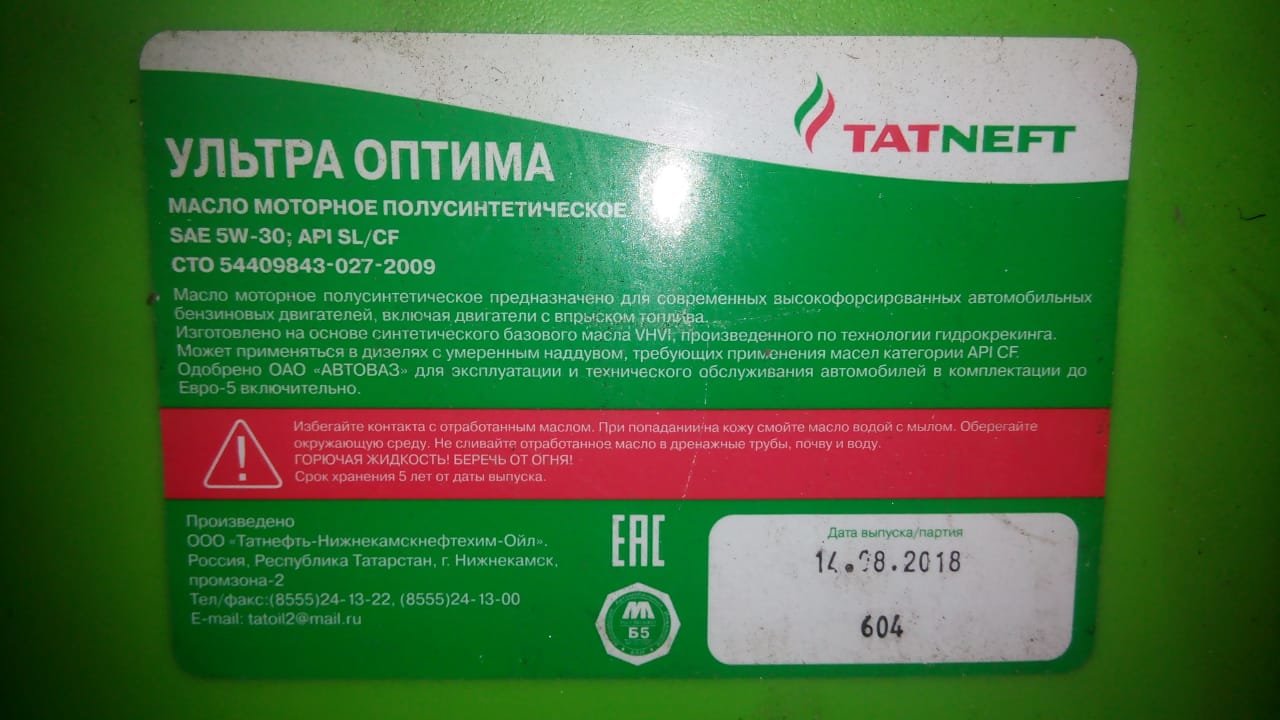 TATNEFT
УЛЬТРА ОПТИМА
МАСЛО МОТОРНОЕ ПОЛУСИНТЕТИЧЕСКОЕ
SAE 5W-30; API SL/CF
СТО 54409843-027-2009
Масло моторное полусинтетическое предназначено для современных высокофорсированных автомобильных
бензиновых двигателей, включая двигатели с впрыском топлива.
Изготовлено на основе синтетического базового масла VHVI, произведенного по технологии гидрокрекинга.
Может применяться в дизелях с умеренным наддувом, требующих применения масел категории API CF.
Одобрено ОАО «АВТОВАЗ» для эксплуатации и технического обслуживания автомобилей в комплектации до
Евро-5 включительно.
Избегайте контакта с отработанным маслом. При попадании на кожу смойте масло водой с мылом. Оберегайте
окружающую среду. Не сливайте отработанное масло в дренажные трубы, почву и воду.
ГОРЮЧАЯ ЖИДКОСТЬ! БЕРЕЧЬ ОТ ОГНЯ!
Срок хранения 5 лет от даты выпуска.
Произведено
ООО «Татнефть-Нижнекамскнефтехим-Ойл».
Россия, Республика Татарстан, г. Нижнекамск,
промзона-2
Тел/факс:(8555)24-13-22, (8555)24-13-00
E-mail: tatoil2@mail.ru
EAC
М
Б5
Дата выпуска/партия
14.08.2018
604